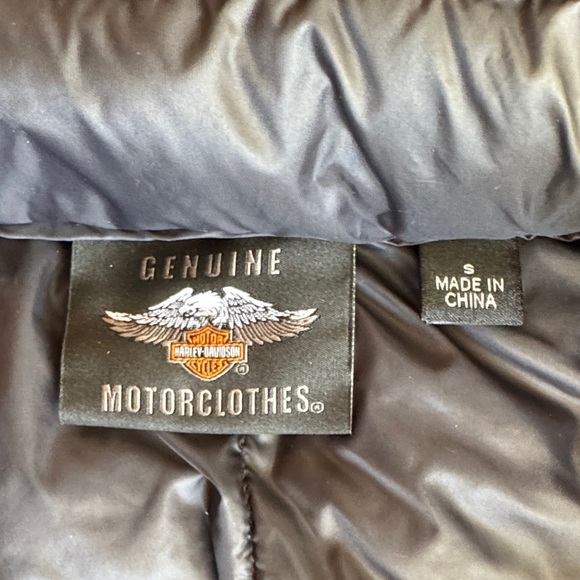 GENUINE
MOTOR
HARLEY-DAVIDSON
CYCLES
®
MOTORCLOTHES®
S
MADE IN
CHINA